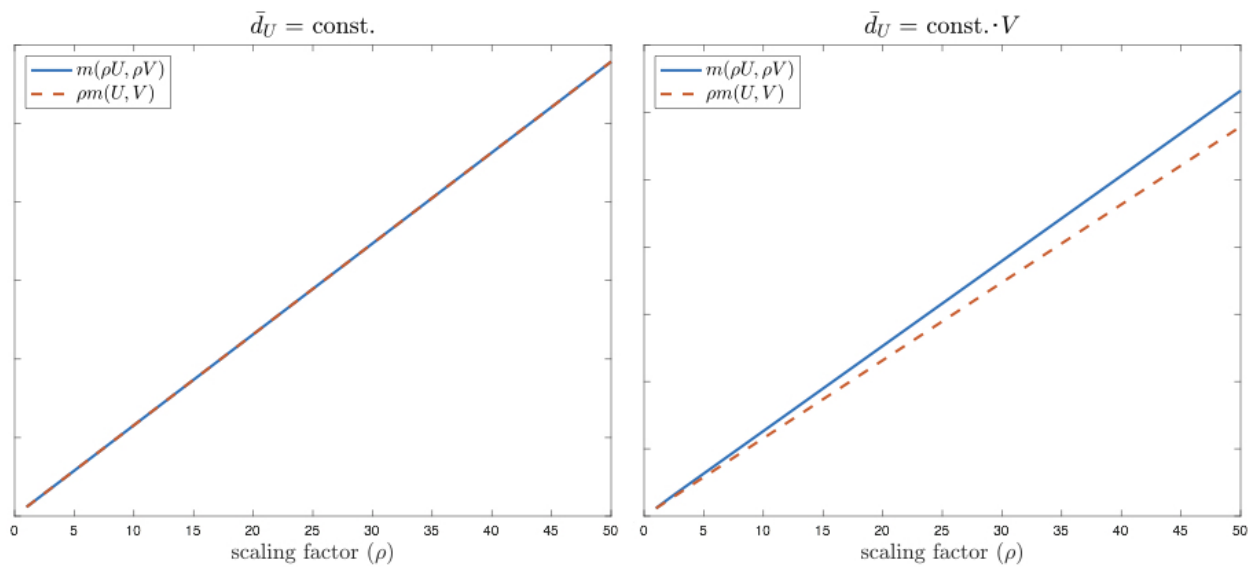 d̄_U = const.
m(ρU, ρV)
ρm(U, V)
0 5 10 15 20 25 30 35 40 45 50
scaling factor (ρ)
d̄_U = const.·V
m(ρU, ρV)
ρm(U, V)
0 5 10 15 20 25 30 35 40 45 50
scaling factor (ρ)